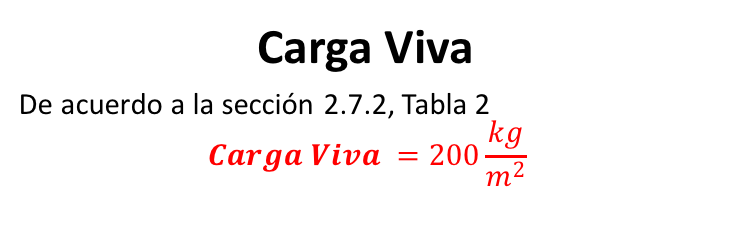 Carga Viva
De acuerdo a la sección 2.7.2, Tabla 2
Carga Viva = 200 kg/m²